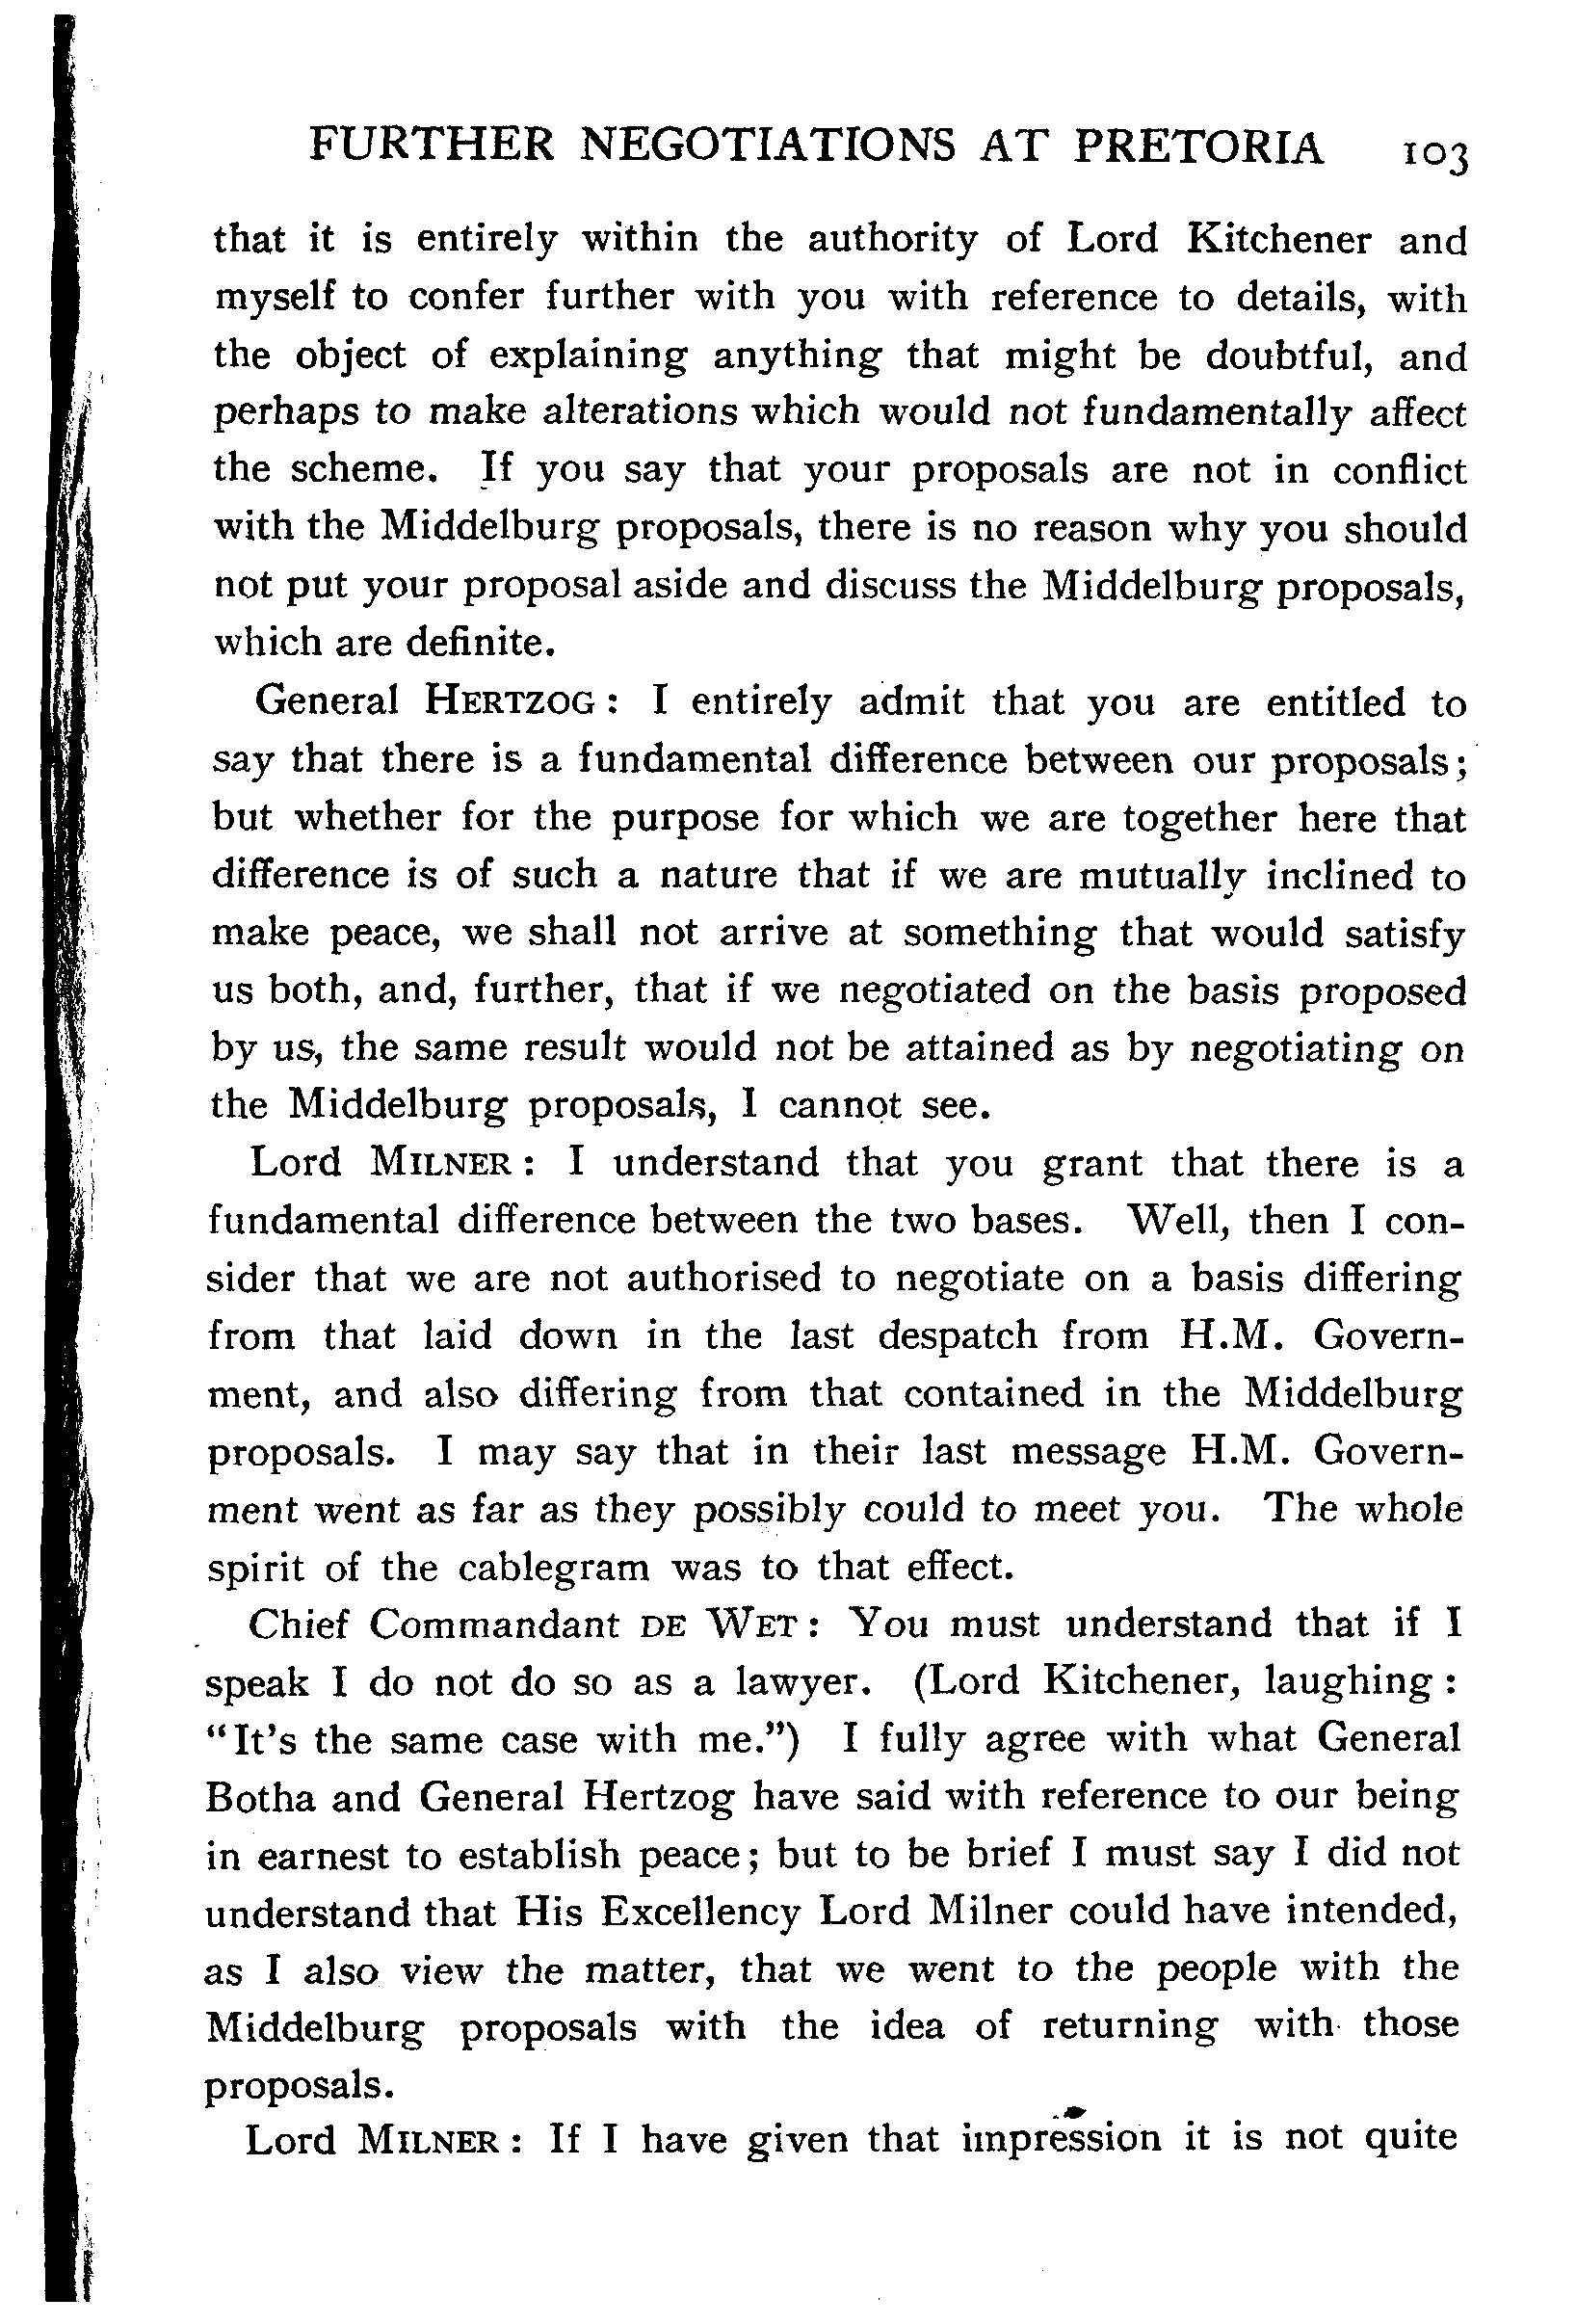 FURTHER NEGOTIATIONS AT PRETORIA 103
that it is entirely within the authority of Lord Kitchener and
myself to confer further with you with reference to details, with
the object of explaining anything that might be doubtful, and
perhaps to make alterations which would not fundamentally affect
the scheme. If you say that your proposals are not in conflict
with the Middelburg proposals, there is no reason why you should
not put your proposal aside and discuss the Middelburg proposals,
which are definite.
General HERTZOG : I entirely admit that you are entitled to
say that there is a fundamental difference between our proposals;
but whether for the purpose for which we are together here that
difference is of such a nature that if we are mutually inclined to
make peace, we shall not arrive at something that would satisfy
us both, and, further, that if we negotiated on the basis proposed
by us, the same result would not be attained as by negotiating on
the Middelburg proposals, I cannot see.
Lord MILNER : I understand that you grant that there is a
fundamental difference between the two bases. Well, then I con-
sider that we are not authorised to negotiate on a basis differing
from that laid down in the last despatch from H.M. Govern-
ment, and also differing from that contained in the Middelburg
proposals. I may say that in their last message H.M. Govern-
ment went as far as they possibly could to meet you. The whole
spirit of the cablegram was to that effect.
Chief Commandant DE WET : You must understand that if I
speak I do not do so as a lawyer. (Lord Kitchener, laughing :
"It's the same case with me.") I fully agree with what General
Botha and General Hertzog have said with reference to our being
in earnest to establish peace; but to be brief I must say I did not
understand that His Excellency Lord Milner could have intended,
as I also view the matter, that we went to the people with the
Middelburg proposals with the idea of returning with those
proposals.
Lord MILNER : If I have given that impression it is not quite